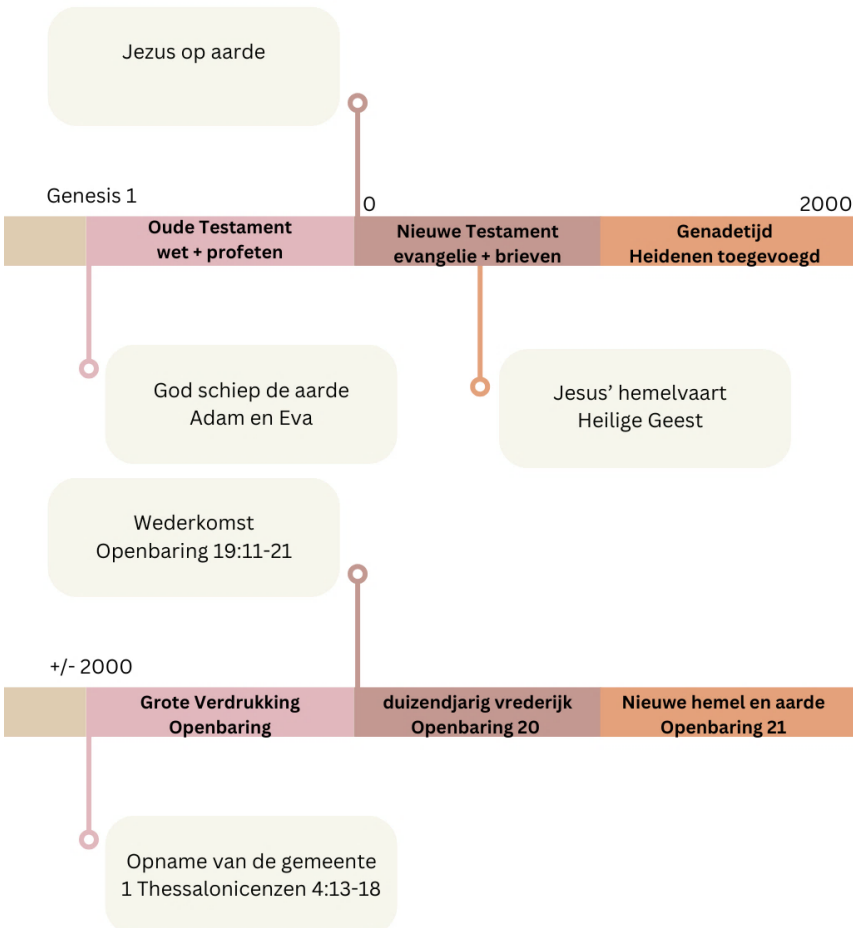 Jezus op aarde
Genesis 1
0
2000
Oude Testament
wet + profeten
Nieuwe Testament
evangelie + brieven
Genadetijd
Heidenen toegevoegd
God schiep de aarde
Adam en Eva
Jesus’ hemelvaart
Heilige Geest
Wederkomst
Openbaring 19:11-21
+/- 2000
Grote Verdrukking
Openbaring
duizendjarig vrederijk
Openbaring 20
Nieuwe hemel en aarde
Openbaring 21
Opname van de gemeente
1 Thessalonicenzen 4:13-18